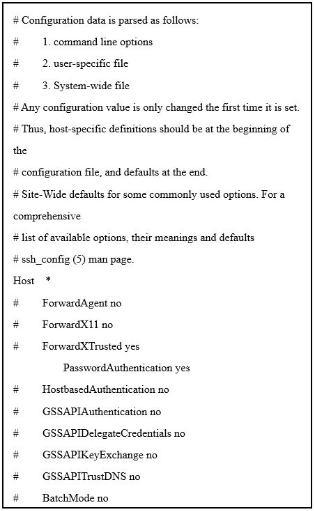 # Configuration data is parsed as follows:
# 1. command line options
# 2. user-specific file
# 3. System-wide file
# Any configuration value is only changed the first time it is set.
# Thus, host-specific definitions should be at the beginning of
the
# configuration file, and defaults at the end.
# Site-Wide defaults for some commonly used options. For a
comprehensive
# list of available options, their meanings and defaults
# ssh_config (5) man page.
Host *
# ForwardAgent no
# ForwardX11 no
# ForwardXTrusted yes
PasswordAuthentication yes
# HostbasedAuthentication no
# GSSAPIAuthentication no
# GSSAPIDelegateCredentials no
# GSSAPIKeyExchange no
# GSSAPITrustDNS no
# BatchMode no